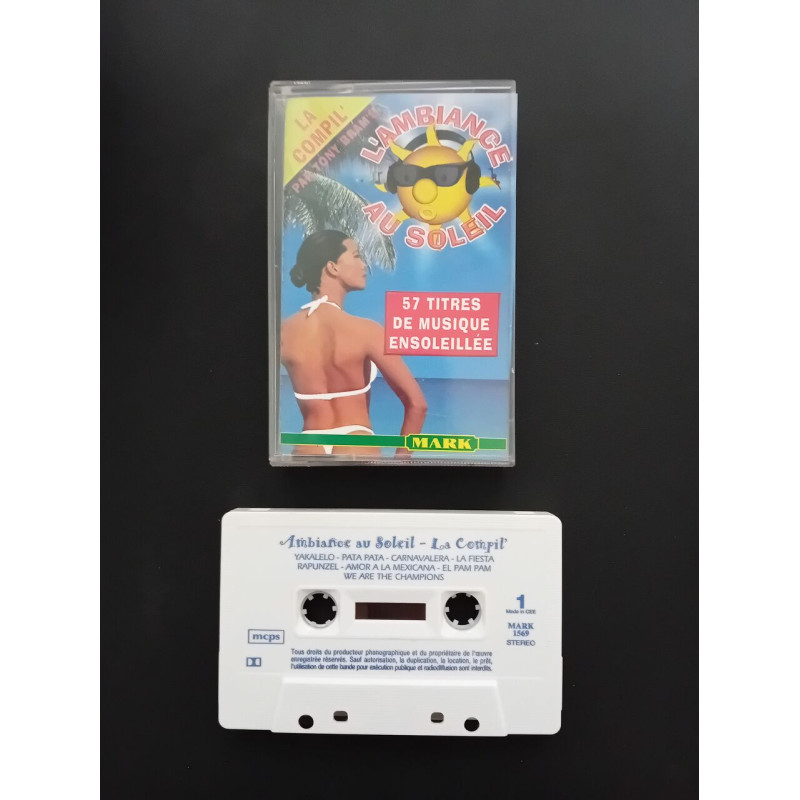 LA
COMPIL'
PAR TONY
L'AMBIANCE
AU SOLEIL
57 TITRES
DE MUSIQUE
ENSOLEILLÉE
MARK
Ambiance au Soleil - La Compil'
YAKALELO - PATA PATA - CARNAVALERA - LA FIESTA
RAPUNZEL - AMOR A LA MEXICANA - EL PAM PAM
WE ARE THE CHAMPIONS
1
Made in CEE
mcps
MARK
1569
STEREO
Tous droits du producteur phonographique et du propriétaire de l'œuvre
enregistrée réservés. Sauf autorisation, la duplication, la location, le prêt,
l'utilisation de cette bande pour exécution publique et radiodiffusion sont interdits.